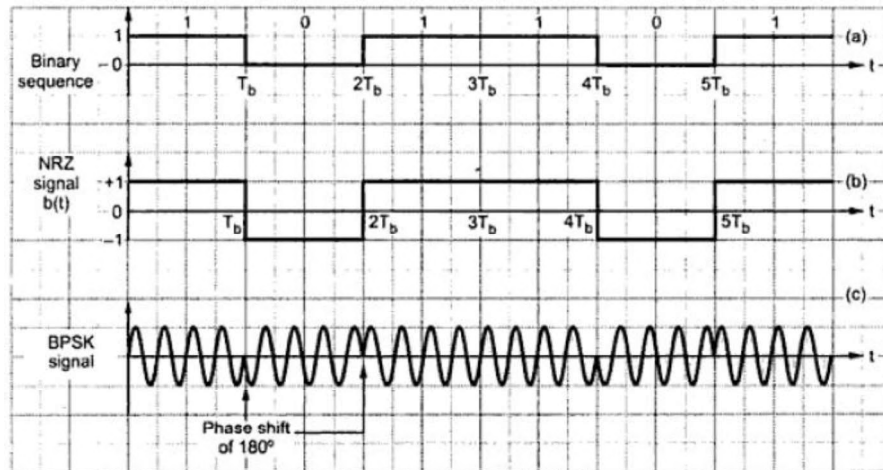 1 0 1 1 0 1
Binary
sequence
1
0
(a)
t
T_b 2T_b 3T_b 4T_b 5T_b
NRZ
signal
b(t)
+1
0
−1
(b)
t
T_b 2T_b 3T_b 4T_b 5T_b
(c)
BPSK
signal
t
Phase shift
of 180º